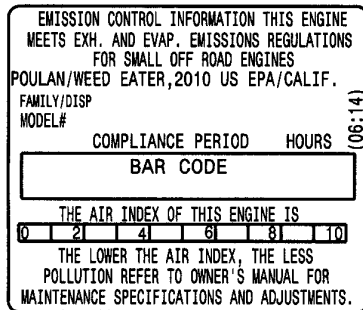 EMISSION CONTROL INFORMATION THIS ENGINE
MEETS EXH. AND EVAP. EMISSIONS REGULATIONS
FOR SMALL OFF ROAD ENGINES
POULAN/WEED EATER,2010 US EPA/CALIF.
FAMILY/DISP
MODEL#
COMPLIANCE PERIOD HOURS
(06:14)
BAR CODE
THE AIR INDEX OF THIS ENGINE IS
0 2 4 6 8 10
THE LOWER THE AIR INDEX, THE LESS
POLLUTION REFER TO OWNER'S MANUAL FOR
MAINTENANCE SPECIFICATIONS AND ADJUSTMENTS.